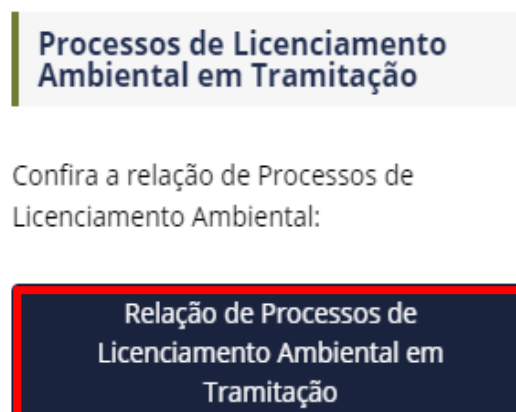 Processos de Licenciamento
Ambiental em Tramitação
Confira a relação de Processos de
Licenciamento Ambiental:
Relação de Processos de
Licenciamento Ambiental em
Tramitação